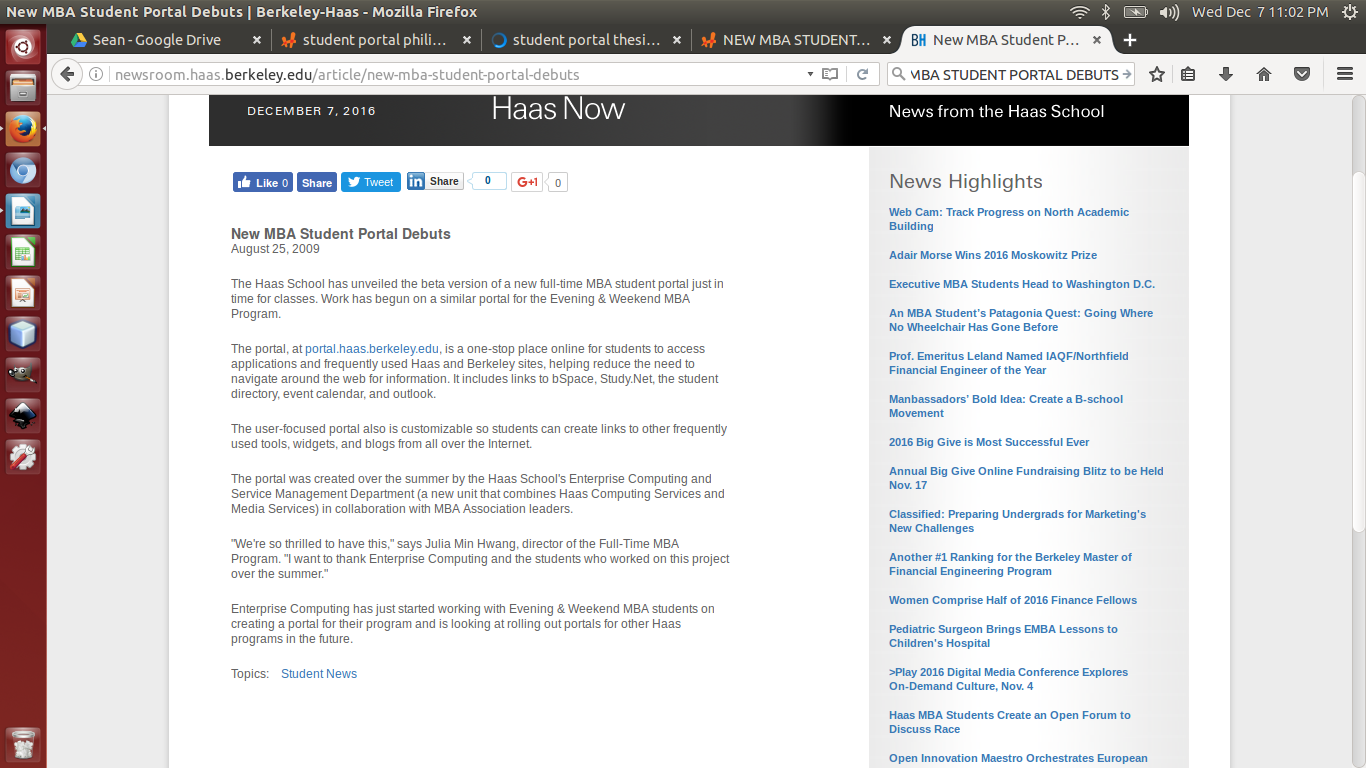 New MBA Student Portal Debuts | Berkeley-Haas - Mozilla Firefox
Wed Dec 7 11:02 PM
Sean - Google Drive
student portal phili...
student portal thesi...
NEW MBA STUDENT...
BH New MBA Student P...
newsroom.haas.berkeley.edu/article/new-mba-student-portal-debuts
MBA STUDENT PORTAL DEBUTS
DECEMBER 7, 2016
Haas Now
News from the Haas School
Like 0
Share
Tweet
in Share
0
G+1
0
New MBA Student Portal Debuts
August 25, 2009
The Haas School has unveiled the beta version of a new full-time MBA student portal just in
time for classes. Work has begun on a similar portal for the Evening & Weekend MBA
Program.
The portal, at portal.haas.berkeley.edu, is a one-stop place online for students to access
applications and frequently used Haas and Berkeley sites, helping reduce the need to
navigate around the web for information. It includes links to bSpace, Study.Net, the student
directory, event calendar, and outlook.
The user-focused portal also is customizable so students can create links to other frequently
used tools, widgets, and blogs from all over the Internet.
The portal was created over the summer by the Haas School's Enterprise Computing and
Service Management Department (a new unit that combines Haas Computing Services and
Media Services) in collaboration with MBA Association leaders.
"We're so thrilled to have this," says Julia Min Hwang, director of the Full-Time MBA
Program. "I want to thank Enterprise Computing and the students who worked on this project
over the summer."
Enterprise Computing has just started working with Evening & Weekend MBA students on
creating a portal for their program and is looking at rolling out portals for other Haas
programs in the future.
Topics: Student News
News Highlights
Web Cam: Track Progress on North Academic
Building
Adair Morse Wins 2016 Moskowitz Prize
Executive MBA Students Head to Washington D.C.
An MBA Student's Patagonia Quest: Going Where
No Wheelchair Has Gone Before
Prof. Emeritus Leland Named IAQF/Northfield
Financial Engineer of the Year
Manbassadors' Bold Idea: Create a B-school
Movement
2016 Big Give is Most Successful Ever
Annual Big Give Online Fundraising Blitz to be Held
Nov. 17
Classified: Preparing Undergrads for Marketing's
New Challenges
Another #1 Ranking for the Berkeley Master of
Financial Engineering Program
Women Comprise Half of 2016 Finance Fellows
Pediatric Surgeon Brings EMBA Lessons to
Children's Hospital
>Play 2016 Digital Media Conference Explores
On-Demand Culture, Nov. 4
Haas MBA Students Create an Open Forum to
Discuss Race
Open Innovation Maestro Orchestrates European